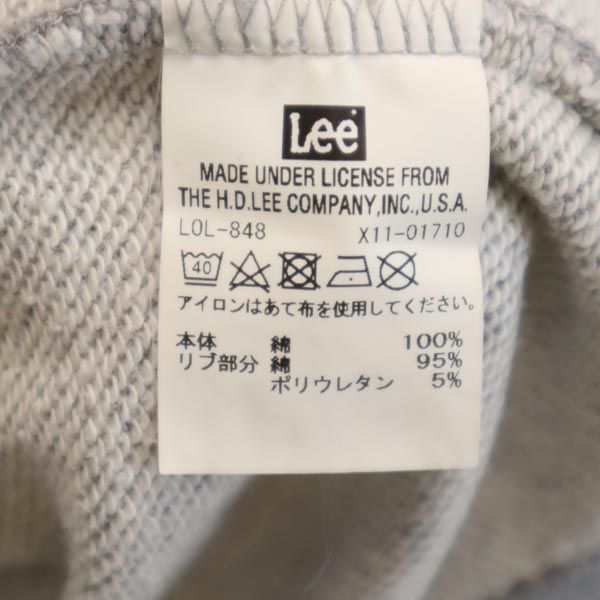 Lee
MADE UNDER LICENSE FROM
THE H.D.LEE COMPANY,INC.,U.S.A.
LOL-848 X11-01710
40
アイロンはあて布を使用してください。
本体 綿 100%
リブ部分 綿 95%
ポリウレタン 5%